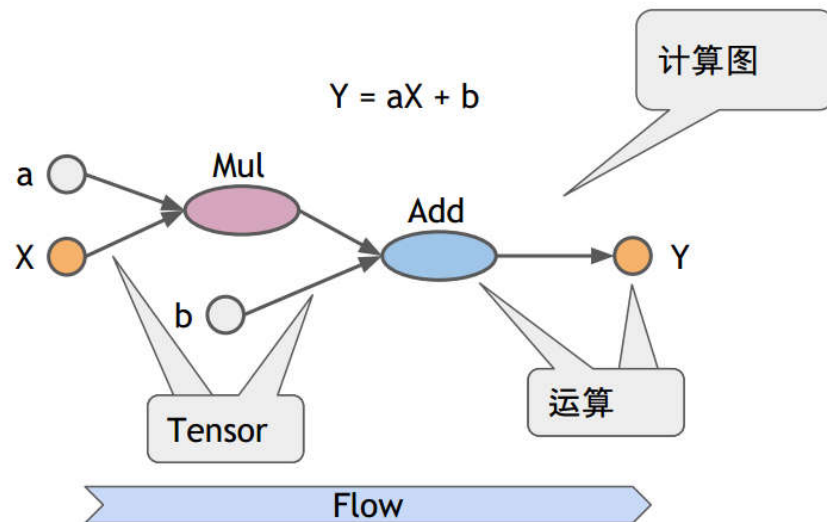 计算图
Y = aX + b
a
Mul
Add
X
Y
b
运算
Tensor
Flow